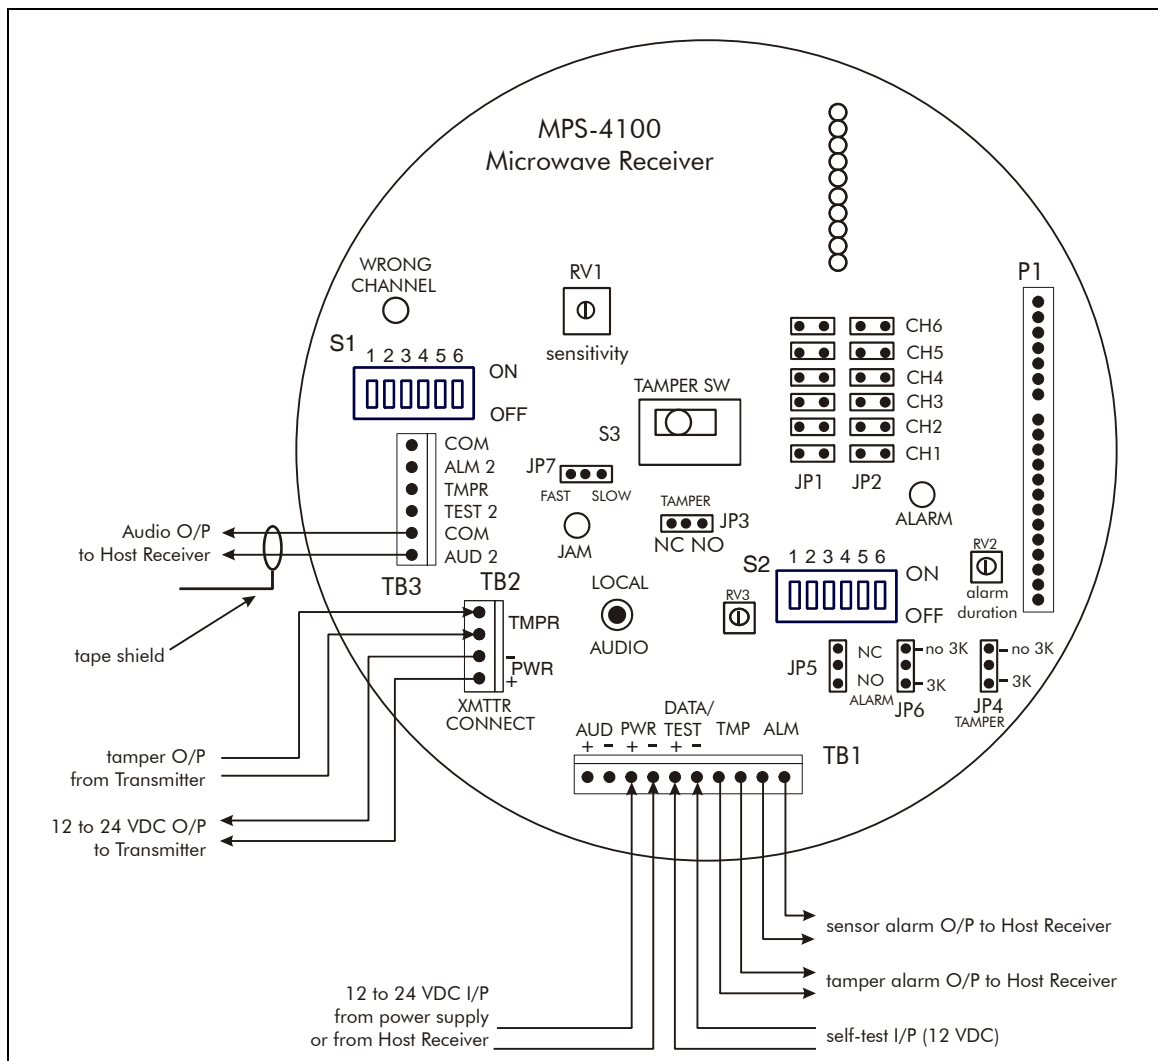 MPS-4100
Microwave Receiver
WRONG
CHANNEL
RV1
sensitivity
P1
S1
1 2 3 4 5 6
ON
OFF
TAMPER SW
S3
CH6
CH5
CH4
CH3
CH2
CH1
JP1
JP2
COM
ALM 2
TMPR
TEST 2
COM
AUD 2
TB3
JP7
FAST
SLOW
JAM
TAMPER
JP3
NC NO
ALARM
Audio O/P
to Host Receiver
tape shield
TB2
TMPR
-
PWR
+
XMTTR
CONNECT
LOCAL
AUDIO
RV3
S2
1 2 3 4 5 6
ON
OFF
RV2
alarm
duration
JP5
NC
NO
ALARM
no 3K
3K
JP6
no 3K
3K
JP4
TAMPER
tamper O/P
from Transmitter
12 to 24 VDC O/P
to Transmitter
DATA/
AUD PWR TEST TMP ALM
+ - + - + -
TB1
sensor alarm O/P to Host Receiver
tamper alarm O/P to Host Receiver
self-test I/P (12 VDC)
12 to 24 VDC I/P
from power supply
or from Host Receiver